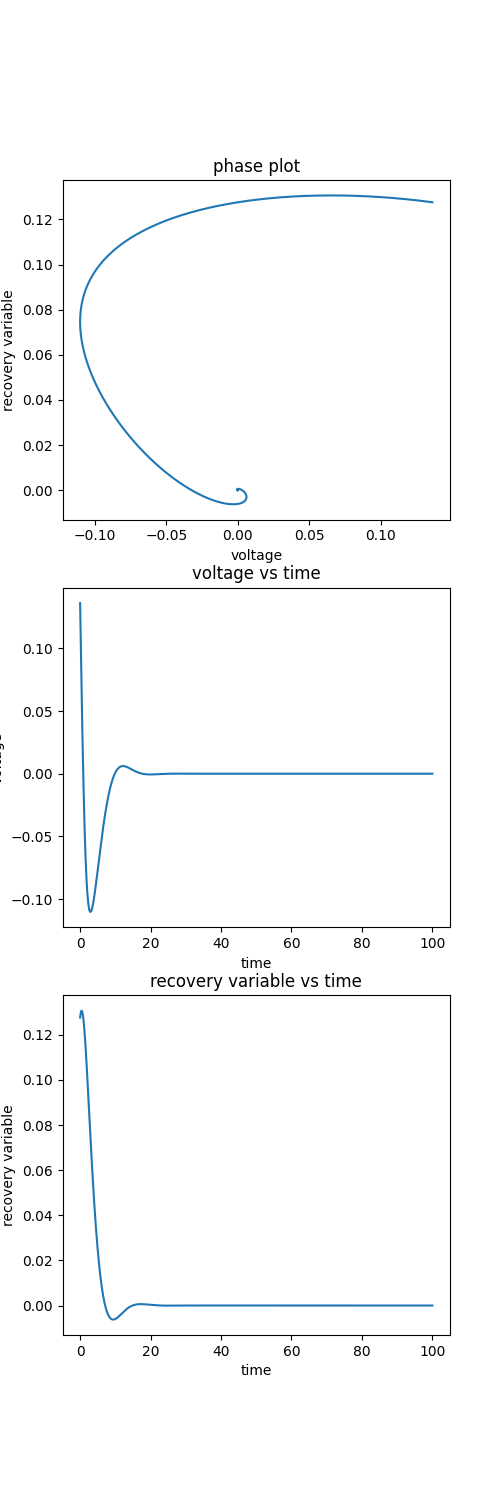 phase plot
0.12
0.10
0.08
0.06
0.04
0.02
0.00
recovery variable
−0.10 −0.05 0.00 0.05 0.10
voltage
voltage vs time
0.10
0.05
0.00
−0.05
−0.10
0 20 40 60 80 100
time
recovery variable vs time
0.12
0.10
0.08
0.06
0.04
0.02
0.00
recovery variable
0 20 40 60 80 100
time